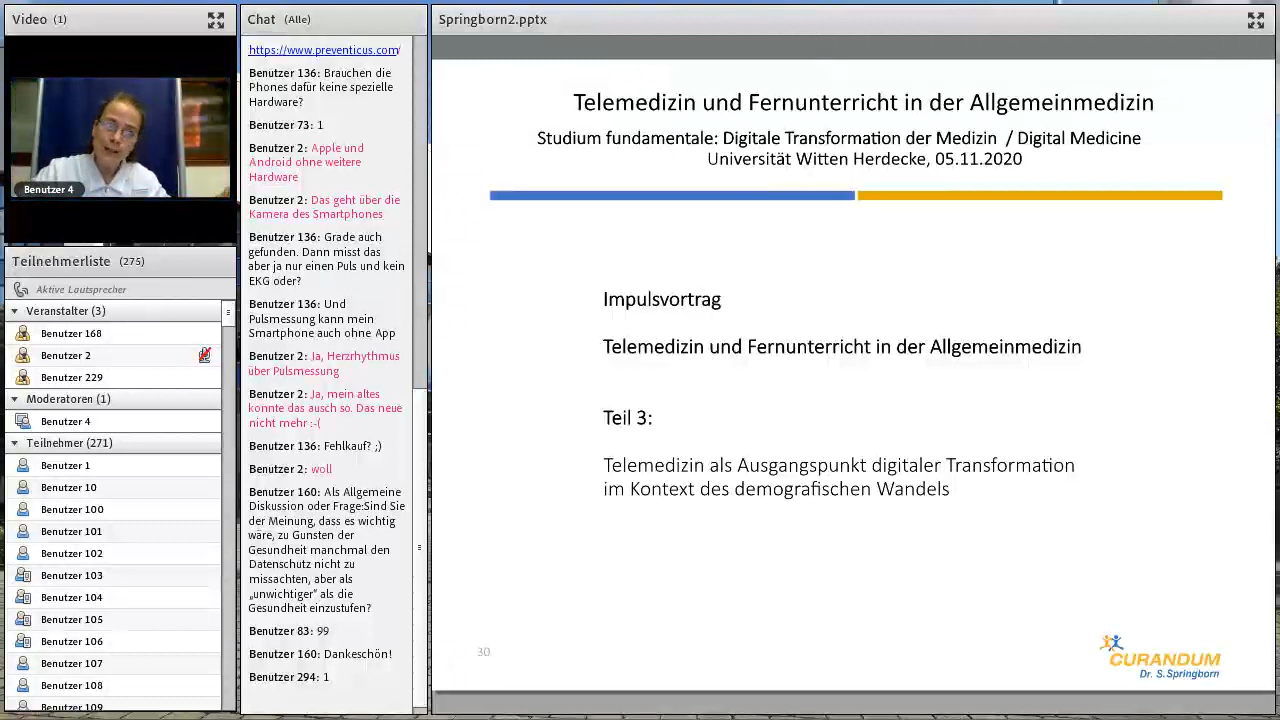 Video (1)
Benutzer 4
Teilnehmerliste (275)
Aktive Lautsprecher
Veranstalter (3)
Benutzer 168
Benutzer 2
Benutzer 229
Moderatoren (1)
Benutzer 4
Teilnehmer (271)
Benutzer 1
Benutzer 10
Benutzer 100
Benutzer 101
Benutzer 102
Benutzer 103
Benutzer 104
Benutzer 105
Benutzer 106
Benutzer 107
Benutzer 108
Benutzer 109
Chat (Alle)
https://www.preventicus.com/
Benutzer 136: Brauchen die
Phones dafür keine spezielle
Hardware?
Benutzer 73: 1
Benutzer 2: Apple und
Android ohne weitere
Hardware
Benutzer 2: Das geht über die
Kamera des Smartphones
Benutzer 136: Grade auch
gefunden. Dann misst das
aber ja nur einen Puls und kein
EKG oder?
Benutzer 136: Und
Pulsmessung kann mein
Smartphone auch ohne App
Benutzer 2: Ja, Herzrhythmus
über Pulsmessung
Benutzer 2: Ja, mein altes
konnte das ausch so. Das neue
nicht mehr :-(
Benutzer 136: Fehlkauf? ;)
Benutzer 2: woll
Benutzer 160: Als Allgemeine
Diskussion oder Frage:Sind Sie
der Meinung, dass es wichtig
wäre, zu Gunsten der
Gesundheit manchmal den
Datenschutz nicht zu
missachten, aber als
„unwichtiger" als die
Gesundheit einzustufen?
Benutzer 83: 99
Benutzer 160: Dankeschön!
Benutzer 294: 1
Springborn2.pptx
Telemedizin und Fernunterricht in der Allgemeinmedizin
Studium fundamentale: Digitale Transformation der Medizin / Digital Medicine
Universität Witten Herdecke, 05.11.2020
Impulsvortrag
Telemedizin und Fernunterricht in der Allgemeinmedizin
Teil 3:
Telemedizin als Ausgangspunkt digitaler Transformation
im Kontext des demografischen Wandels
30
CURANDUM
Dr. S. Springborn